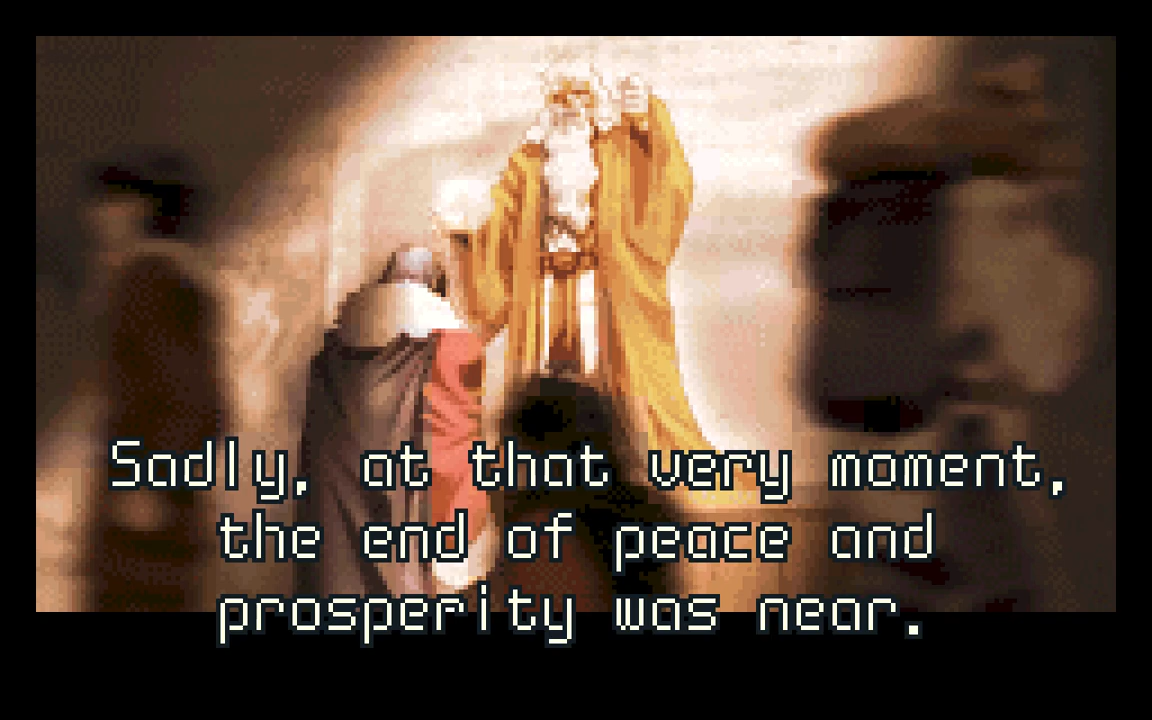 Sadly, at that very moment,
the end of peace and
prosperity was near.